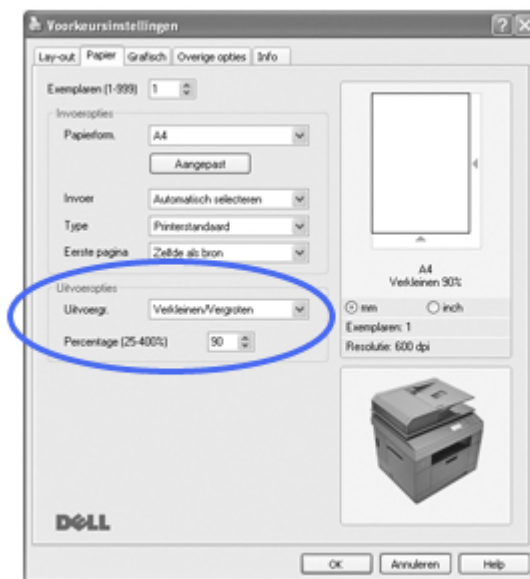 Voorkeursinstellingen
Lay-out Papier Grafisch Overige opties Info
Exemplaren (1-999) 1
Invoeropties
Papierform. A4
Aangepast
Invoer Automatisch selecteren
Type Printerstandaard
Eerste pagina Zelfde als bron
Uitvoeropties
Uitvoergr. Verkleinen/Vergroten
Percentage (25-400%) 90
A4
Verkleinen 90%
mm inch
Exemplaren: 1
Resolutie: 600 dpi
DELL
OK Annuleren Help